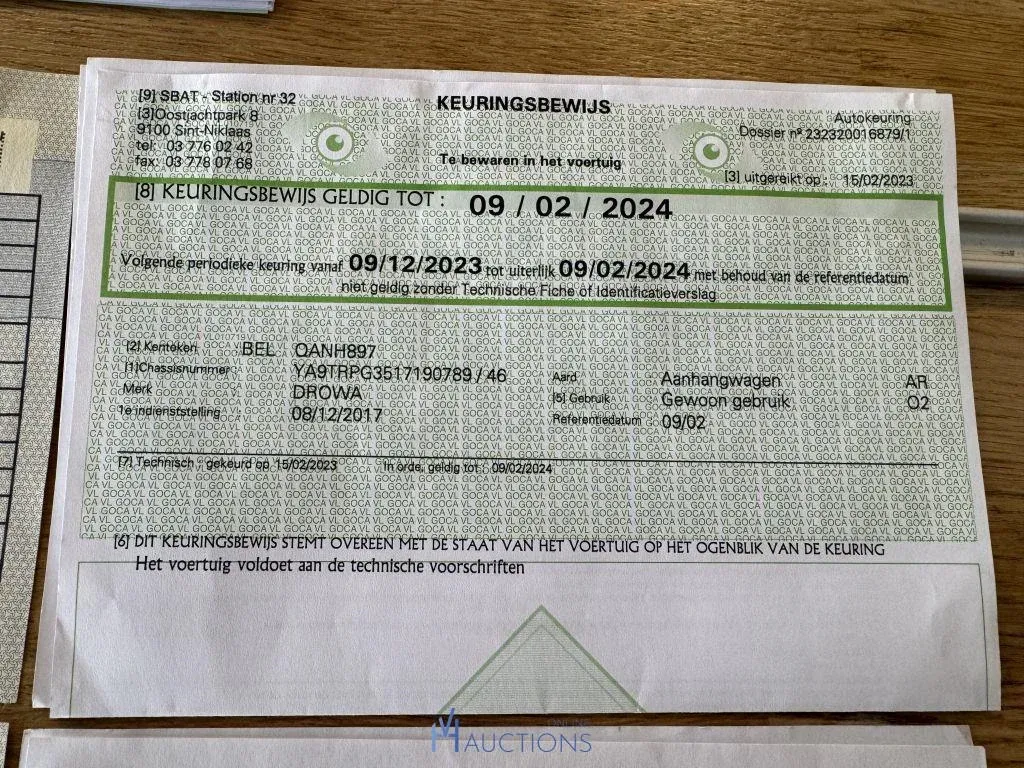 [9] SBAT - Station nr 32
[3]Oostjachtpark 8
9100 Sint-Niklaas
tel: 03 776 02 42
fax: 03 778 07 68
KEURINGSBEWIJS
Te bewaren in het voertuig
Autokeuring
Dossier nº 232320016879/1
[3] uitgereikt op : 15/02/2023
[8] KEURINGSBEWIJS GELDIG TOT : 09 / 02 / 2024
Volgende periodieke keuring vanaf 09/12/2023 tot uiterlijk 09/02/2024 met behoud van de referentiedatum
niet geldig zonder Technische Fiche of Identificatieverslag
[2] Kenteken : BEL QANH897
[1]Chassisnummer YA9TRPG3517190789 / 46
Merk DROWA
1e indienststelling : 08/12/2017
Aard Aanhangwagen AR
[5] Gebruik Gewoon gebruik O2
Referentiedatum : 09/02
[7] Technisch : gekeurd op 15/02/2023 In orde, geldig tot : 09/02/2024
[6] DIT KEURINGSBEWIJS STEMT OVEREEN MET DE STAAT VAN HET VOERTUIG OP HET OGENBLIK VAN DE KEURING
Het voertuig voldoet aan de technische voorschriften
ONLINE
AUCTIONS